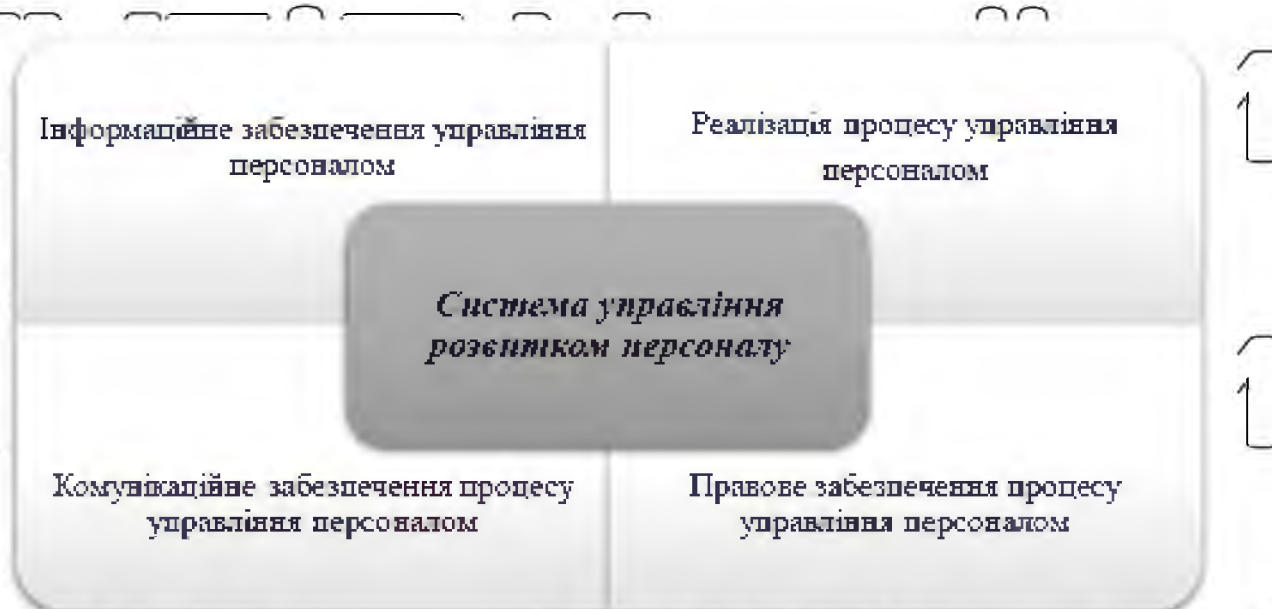 Інформаційне забезпечення управління
персоналом
Реалізація процесу управління
персоналом
Система управління
розвитком персоналу
Комунікаційне забезпечення процесу
управління персоналом
Правове забезпечення процесу
управління персоналом